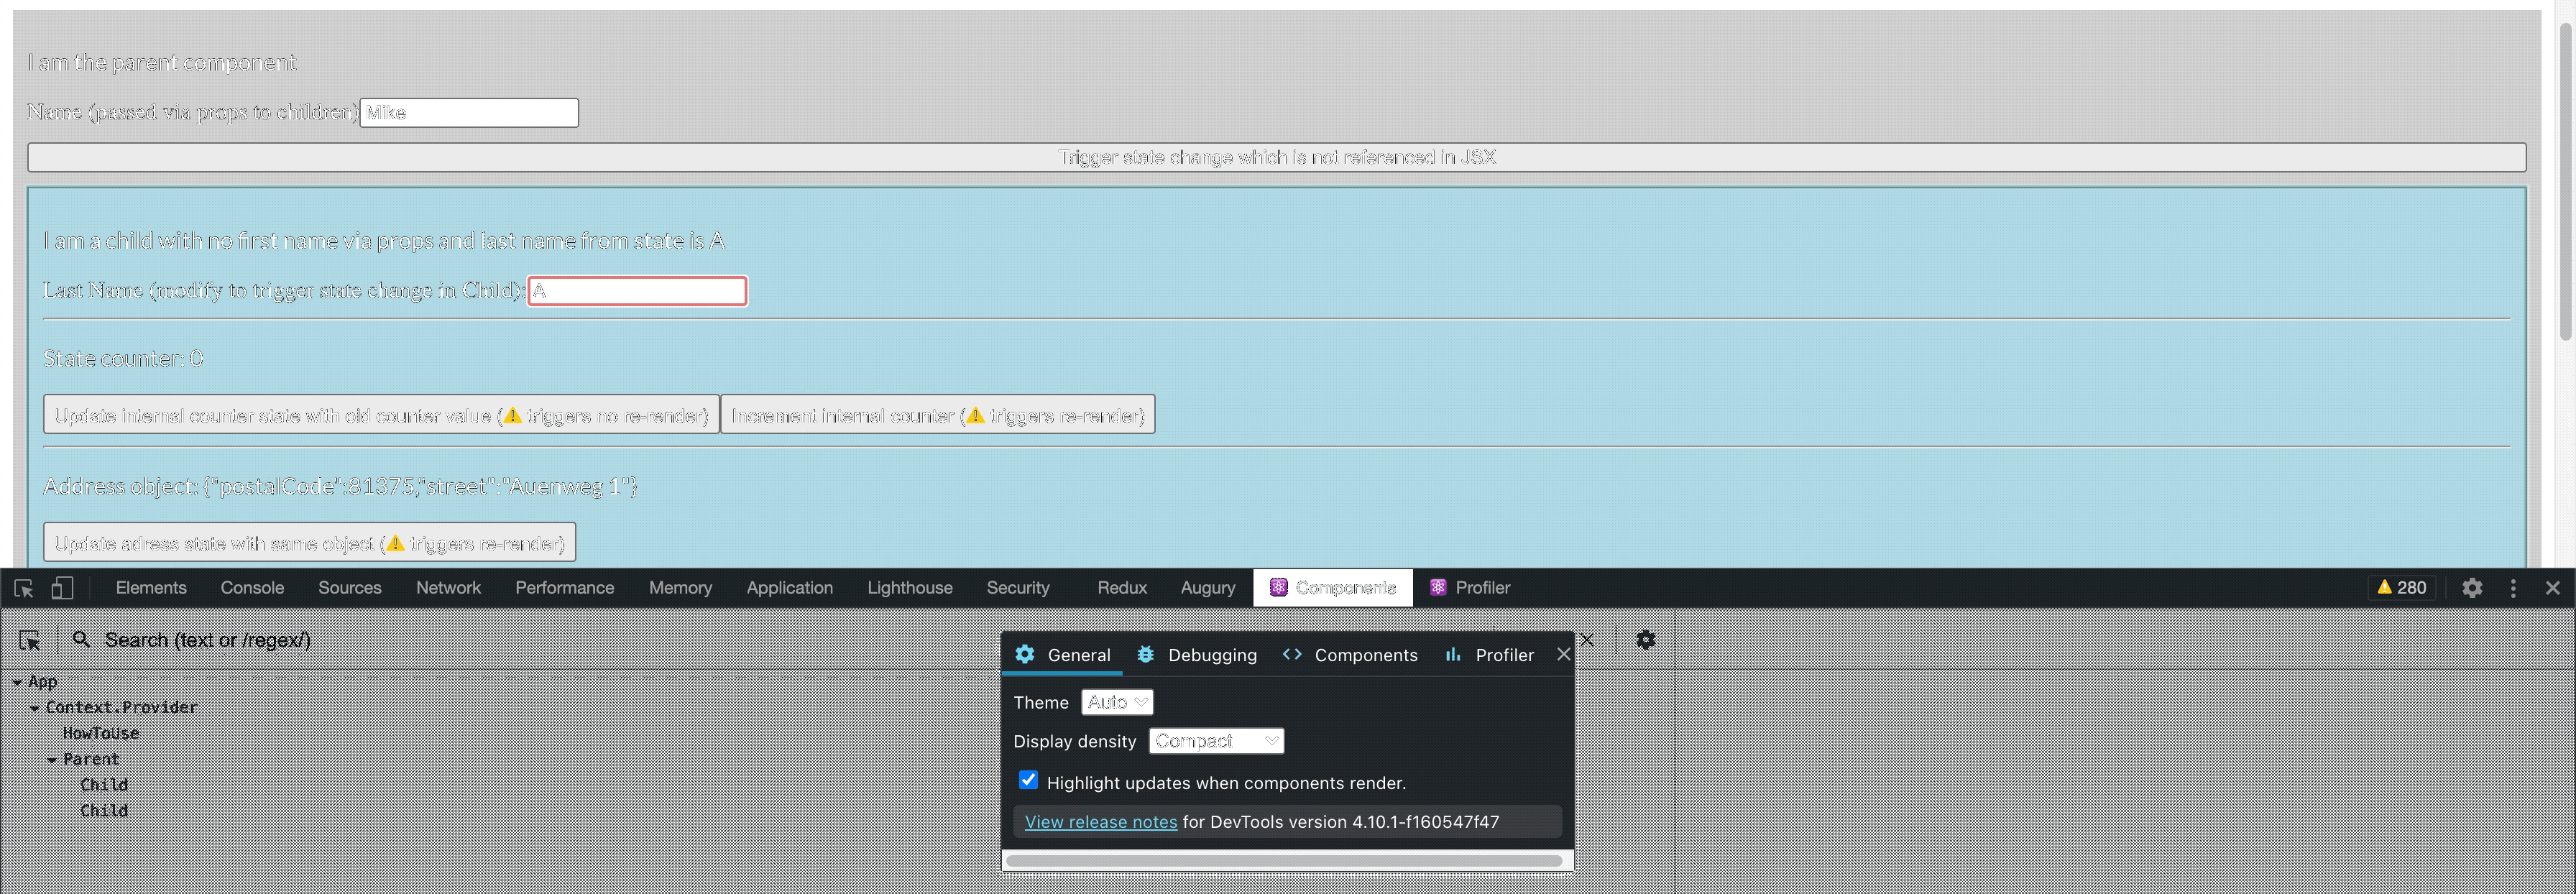 I am the parent component
Name (passed via props to children) Mike
Trigger state change which is not referenced in JSX
I am a child with no first name via props and last name from state is A
Last Name (modify to trigger state change in Child): A
State counter: 0
Update internal counter state with old counter value (⚠️ triggers no re-render) Increment internal counter (⚠️ triggers re-render)
Address object: {"postalCode":81375,"street":"Auenweg 1"}
Update adress state with same object (⚠️ triggers re-render)
Elements Console Sources Network Performance Memory Application Lighthouse Security Redux Augury Components Profiler 280
Search (text or /regex/)
General Debugging Components Profiler
App
Context.Provider
HowToUse
Parent
Child
Child
Theme Auto
Display density Compact
Highlight updates when components render.
View release notes for DevTools version 4.10.1-f160547f47